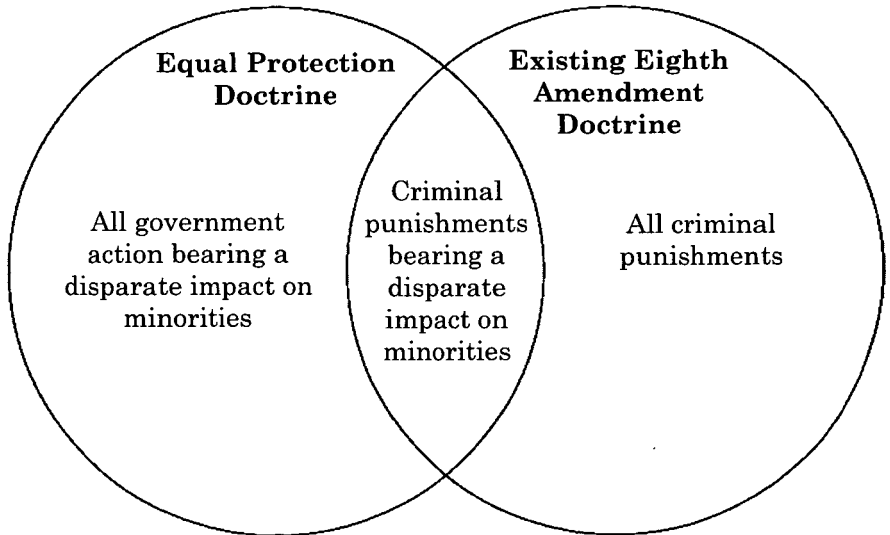 Equal Protection
Doctrine
Existing Eighth
Amendment
Doctrine
All government
action bearing a
disparate impact on
minorities
Criminal
punishments
bearing a
disparate
impact on
minorities
All criminal
punishments